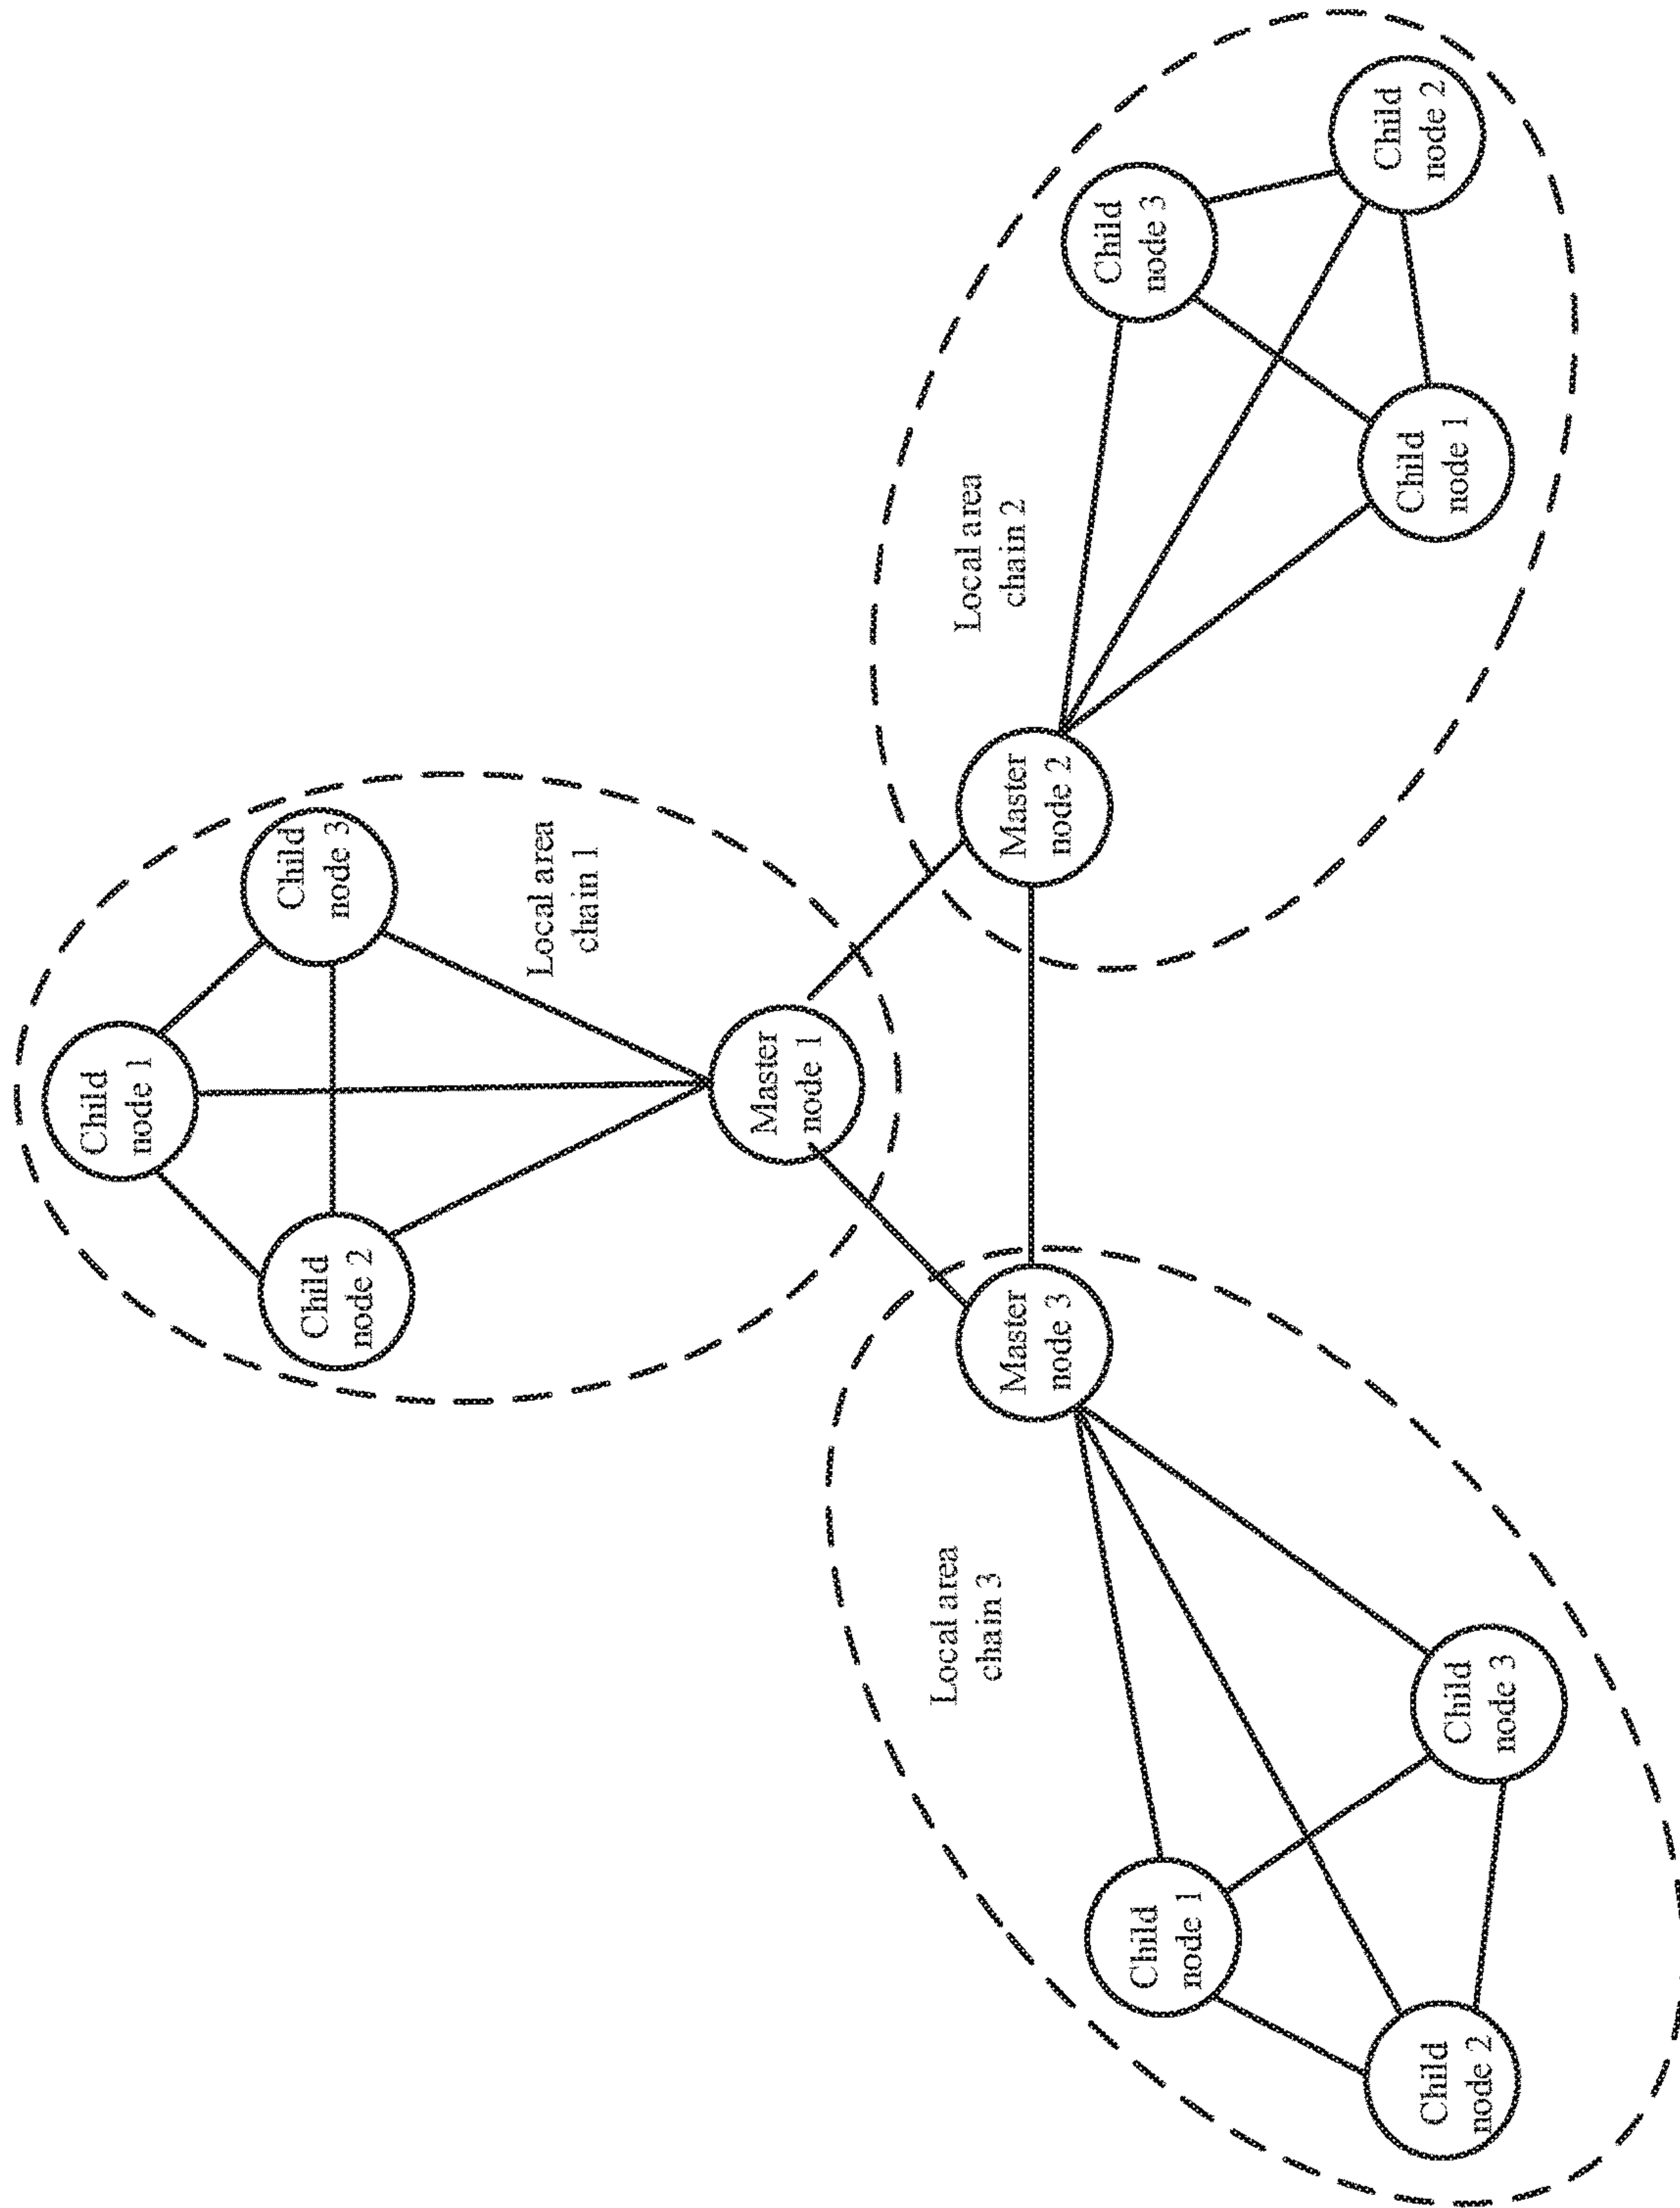 Child
node 1
Child
node 2
Child
node 3
Local area
chain 1
Master
node 1
Master
node 3
Master
node 2
Local area
chain 3
Child
node 1
Child
node 2
Child
node 3
Local area
chain 2
Child
node 3
Child
node 1
Child
node 2